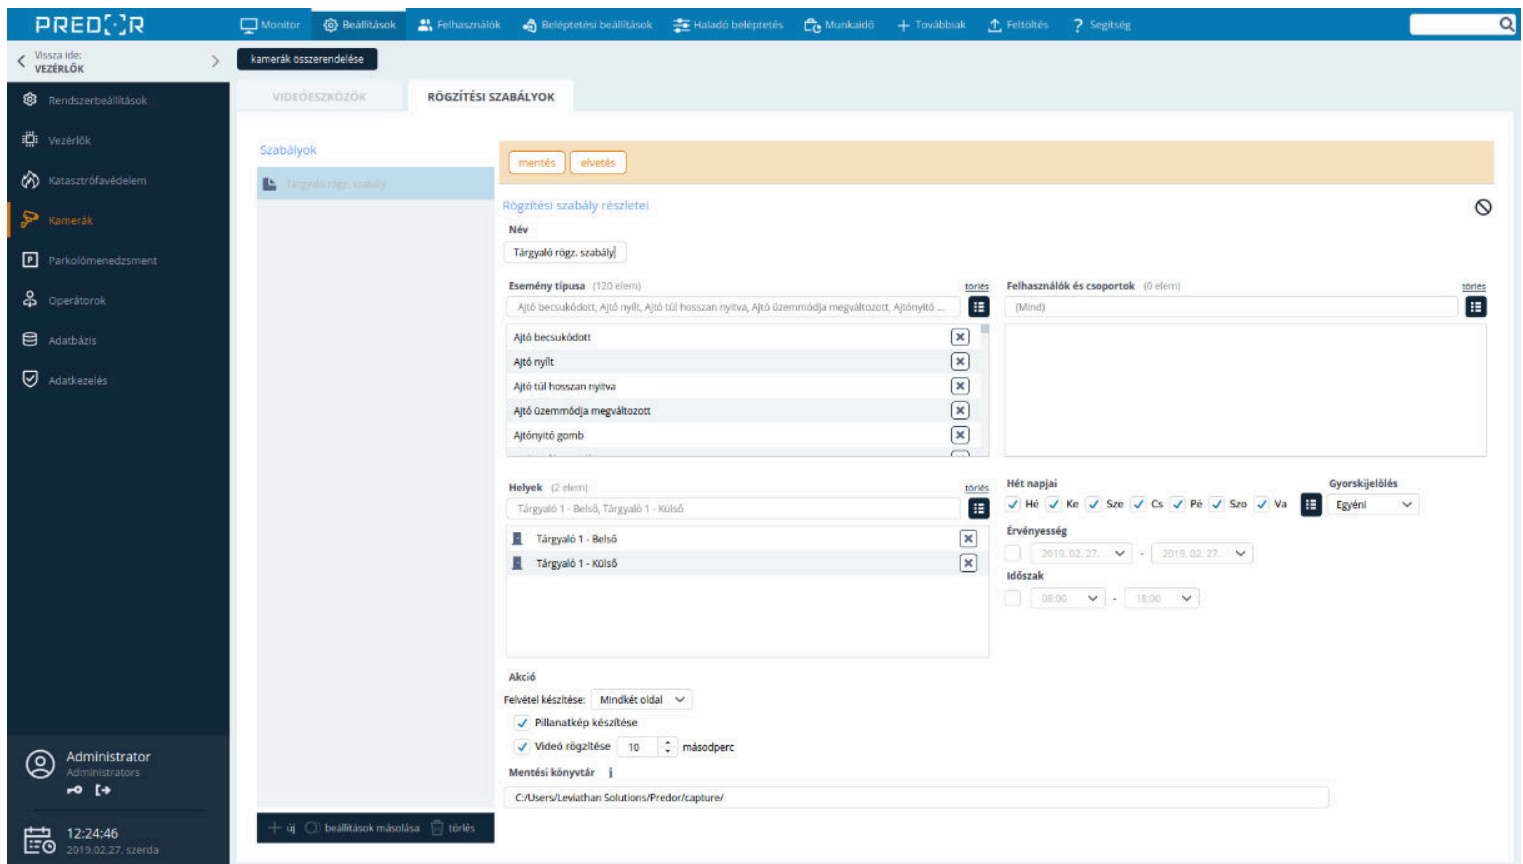 PRED[·]R
Monitor
Beállítások
Felhasználók
Beléptetési beállítások
Haladó beléptetés
Munkaidő
Továbbiak
Feltöltés
Segítség
Vissza ide:
VEZÉRLŐK
kamerák összerendelése
Rendszerbeállítások
Vezérlők
Katasztrófavédelem
Kamerák
Parkolómenedzsment
Operátorok
Adatbázis
Adatkezelés
VIDEÓESZKÖZÖK
RÖGZÍTÉSI SZABÁLYOK
Szabályok
Tárgyaló rögz. szabály
mentés
elvetés
Rögzítési szabály részletei
Név
Tárgyaló rögz. szabály
Esemény típusa (120 elem)
törlés
Ajtó becsukódott, Ajtó nyílt, Ajtó túl hosszan nyitva, Ajtó üzemmódja megváltozott, Ajtónyitó ...
Ajtó becsukódott
Ajtó nyílt
Ajtó túl hosszan nyitva
Ajtó üzemmódja megváltozott
Ajtónyitó gomb
Felhasználók és csoportok (0 elem)
törlés
(Mind)
Helyek (2 elem)
törlés
Tárgyaló 1 - Belső, Tárgyaló 1 - Külső
Tárgyaló 1 - Belső
Tárgyaló 1 - Külső
Hét napjai
Hé Ke Sze Cs Pé Szo Va
Gyorskijelölés
Egyéni
Érvényesség
2019. 02. 27. - 2019. 02. 27.
Időszak
08:00 - 18:00
Akció
Felvétel készítése: Mindkét oldal
Pillanatkép készítése
Videó rögzítése 10 másodperc
Mentési könyvtár i
C:/Users/Leviathan Solutions/Predor/capture/
Administrator
Administrators
12:24:46
2019.02.27. szerda
új
beállítások másolása
törlés